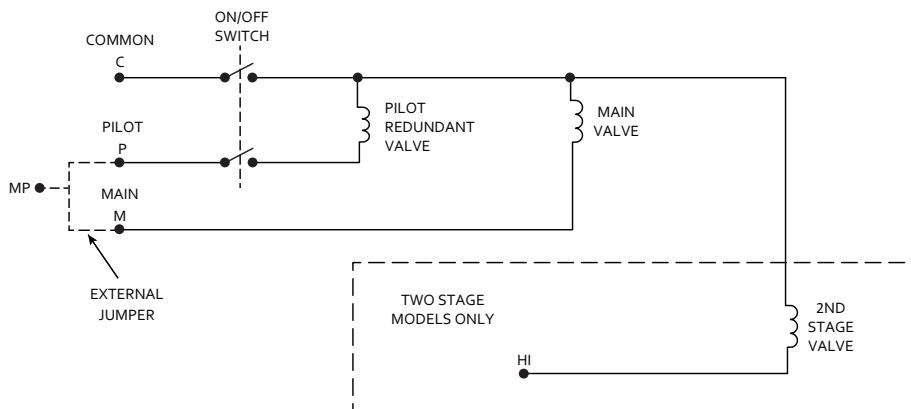 ON/OFF
SWITCH
COMMON
C
PILOT
REDUNDANT
VALVE
MAIN
VALVE
PILOT
P
MP
MAIN
M
EXTERNAL
JUMPER
TWO STAGE
MODELS ONLY
2ND
STAGE
VALVE
HI